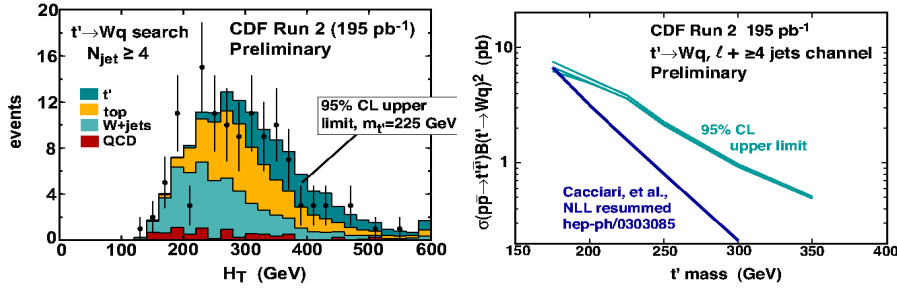 t'→Wq search
N_jet ≥ 4
CDF Run 2 (195 pb⁻¹)
Preliminary
t'
top
W+jets
QCD
95% CL upper
limit, m_t'=225 GeV
events
20
16
12
8
4
0
0 100 200 300 400 500 600
H_T (GeV)
CDF Run 2 195 pb⁻¹
t'→Wq, ℓ + ≥4 jets channel
Preliminary
σ(pp̄→t't̄')B(t'→Wq)² (pb)
10
1
95% CL
upper limit
Cacciari, et al.,
NLL resummed
hep-ph/0303085
150 200 250 300 350 400
t' mass (GeV)